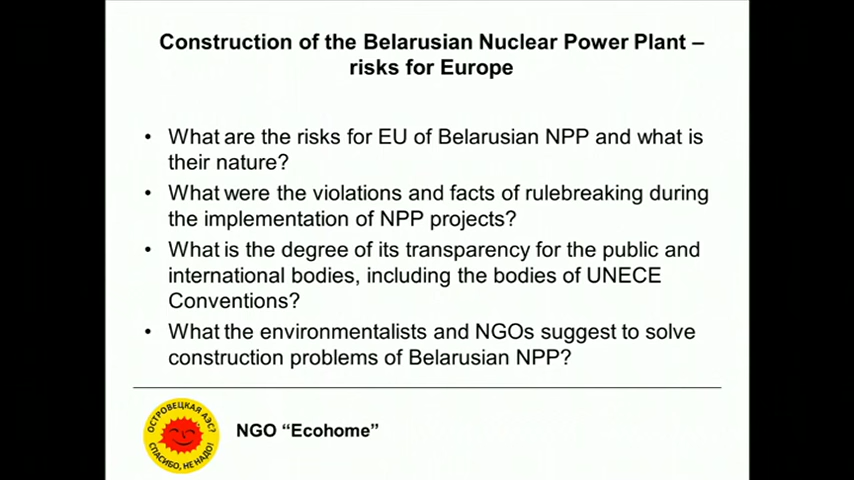 Construction of the Belarusian Nuclear Power Plant –
risks for Europe
• What are the risks for EU of Belarusian NPP and what is
their nature?
• What were the violations and facts of rulebreaking during
the implementation of NPP projects?
• What is the degree of its transparency for the public and
international bodies, including the bodies of UNECE
Conventions?
• What the environmentalists and NGOs suggest to solve
construction problems of Belarusian NPP?
ОСТРОВЕЦКАЯ АЭС?
СПАСИБО, НЕ НАДО!
NGO “Ecohome”